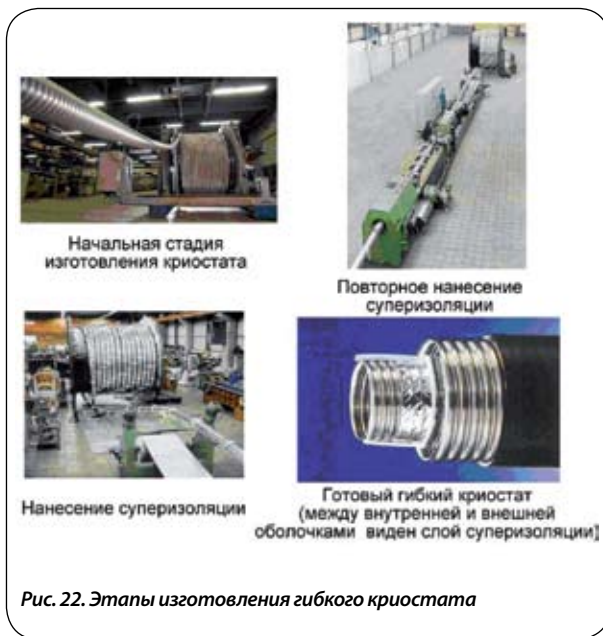 Начальная стадия
изготовления криостата
Повторное нанесение
суперизоляции
Нанесение суперизоляции
Готовый гибкий криостат
(между внутренней и внешней
оболочками виден слой суперизоляции)
Рис. 22. Этапы изготовления гибкого криостата